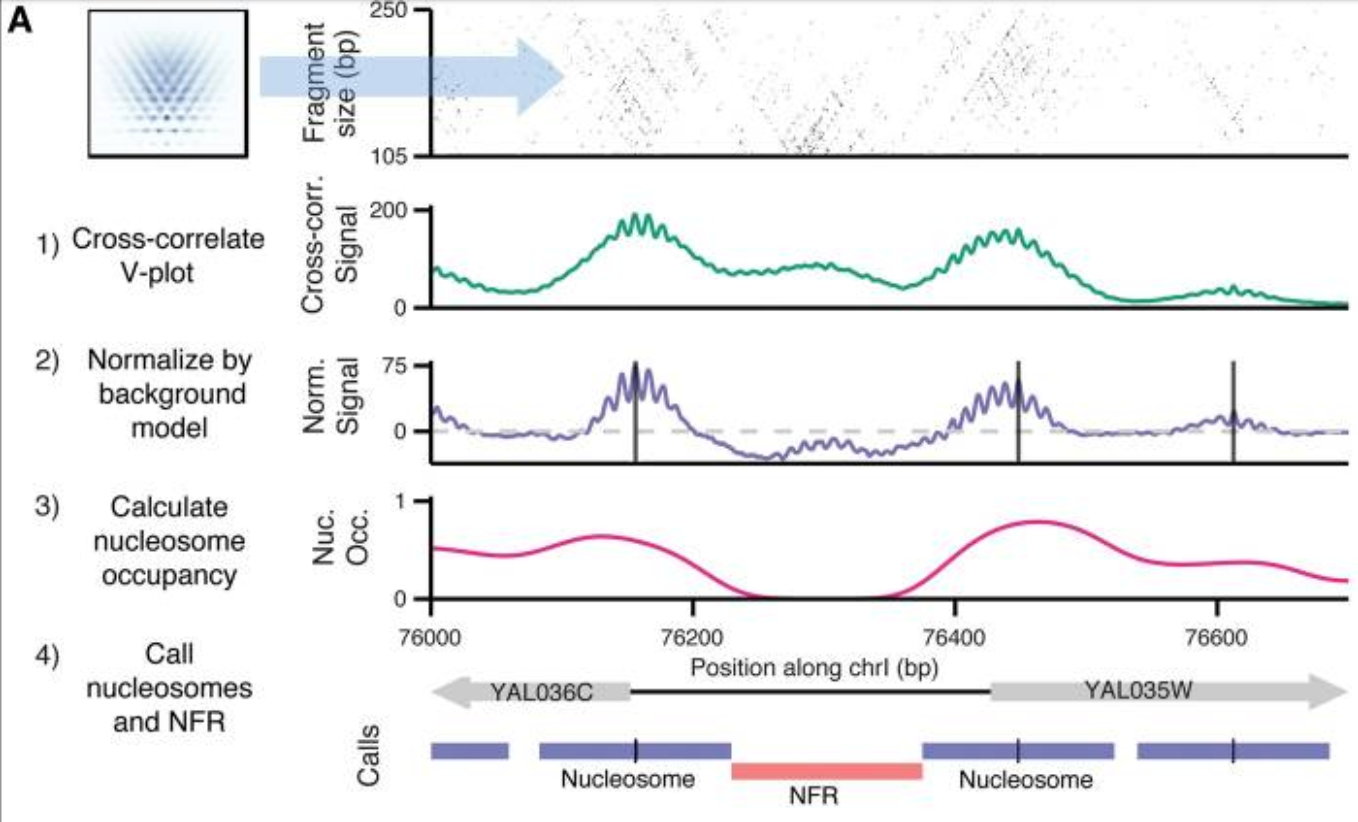 A
250
Fragment
size (bp)
105
1) Cross-correlate
V-plot
Cross-corr.
Signal
200
0
2) Normalize by
background
model
Norm.
Signal
75
0
3) Calculate
nucleosome
occupancy
Nuc.
Occ.
1
0
76000 76200 76400 76600
Position along chrI (bp)
4) Call
nucleosomes
and NFR
YAL036C YAL035W
Calls
Nucleosome Nucleosome
NFR